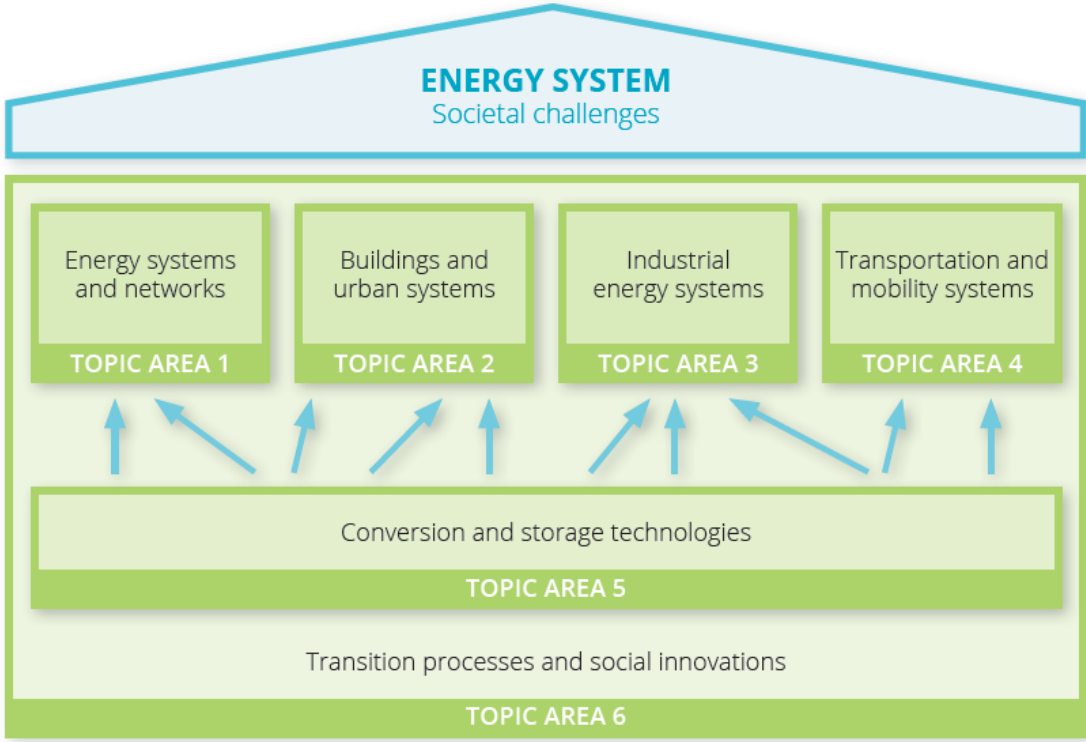 ENERGY SYSTEM
Societal challenges
Energy systems
and networks
TOPIC AREA 1
Buildings and
urban systems
TOPIC AREA 2
Industrial
energy systems
TOPIC AREA 3
Transportation and
mobility systems
TOPIC AREA 4
Conversion and storage technologies
TOPIC AREA 5
Transition processes and social innovations
TOPIC AREA 6